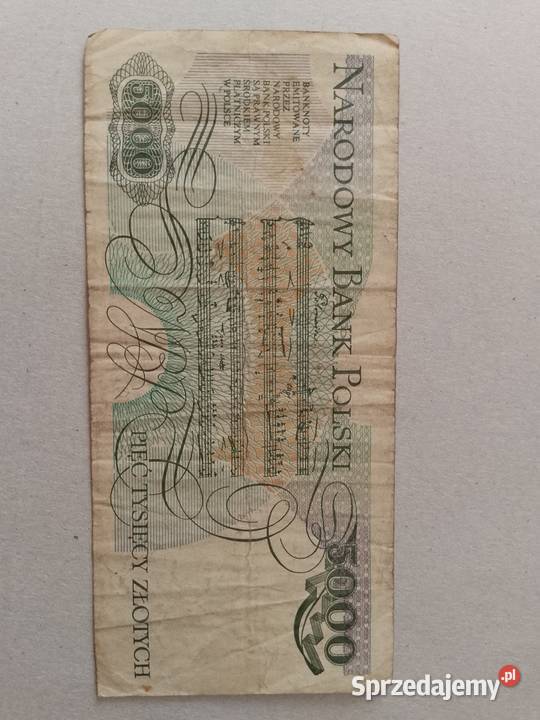 NARODOWY BANK POLSKI
BANKNOTY
EMITOWANE
PRZEZ
NARODOWY
BANK POLSKI
SĄ PRAWNYM
ŚRODKIEM
PŁATNICZYM
W POLSCE
5000
5000
PIĘĆ TYSIĘCY ZŁOTYCH
Sprzedajemy.pl